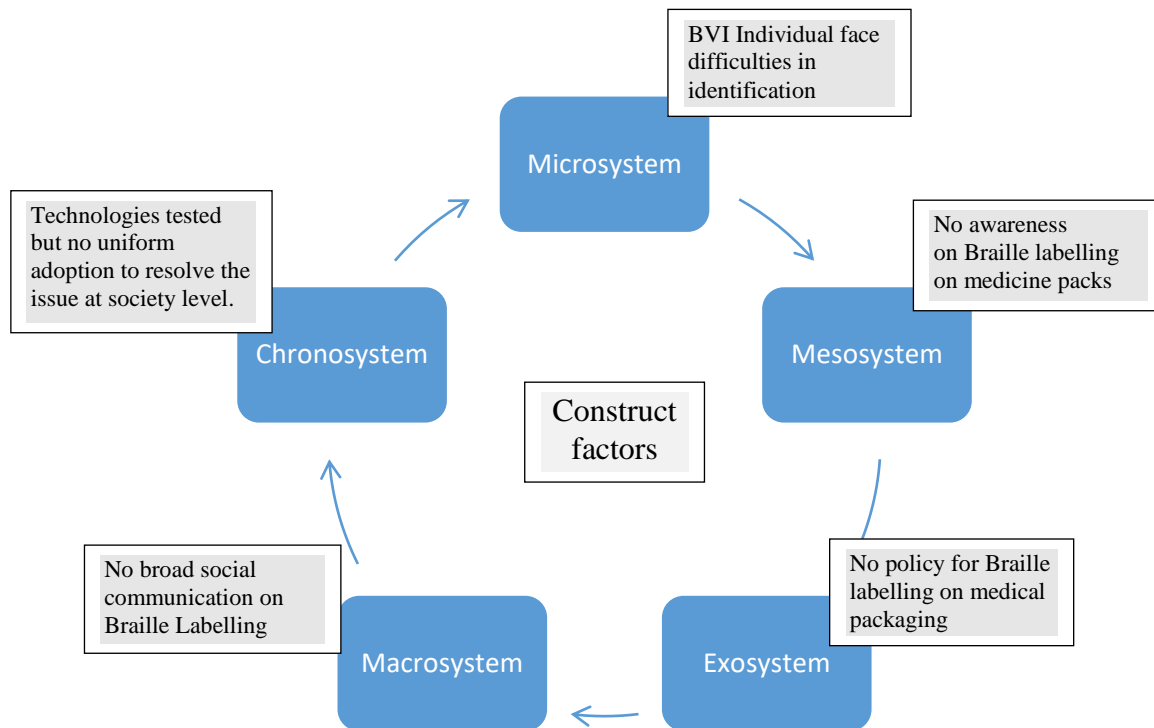 BVI Individual face
difficulties in
identification
Microsystem
Technologies tested
but no uniform
adoption to resolve the
issue at society level.
No awareness
on Braille labelling
on medicine packs
Chronosystem
Mesosystem
Construct
factors
No broad social
communication on
Braille Labelling
No policy for Braille
labelling on medical
packaging
Macrosystem
Exosystem